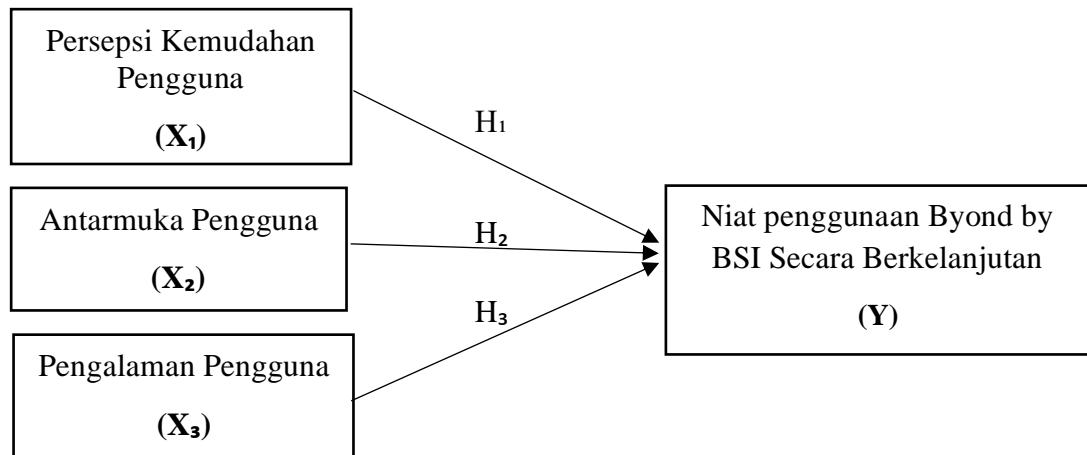 Persepsi Kemudahan
Pengguna
(X₁)
H₁
Antarmuka Pengguna
(X₂)
H₂
Niat penggunaan Byond by
BSI Secara Berkelanjutan
(Y)
H₃
Pengalaman Pengguna
(X₃)